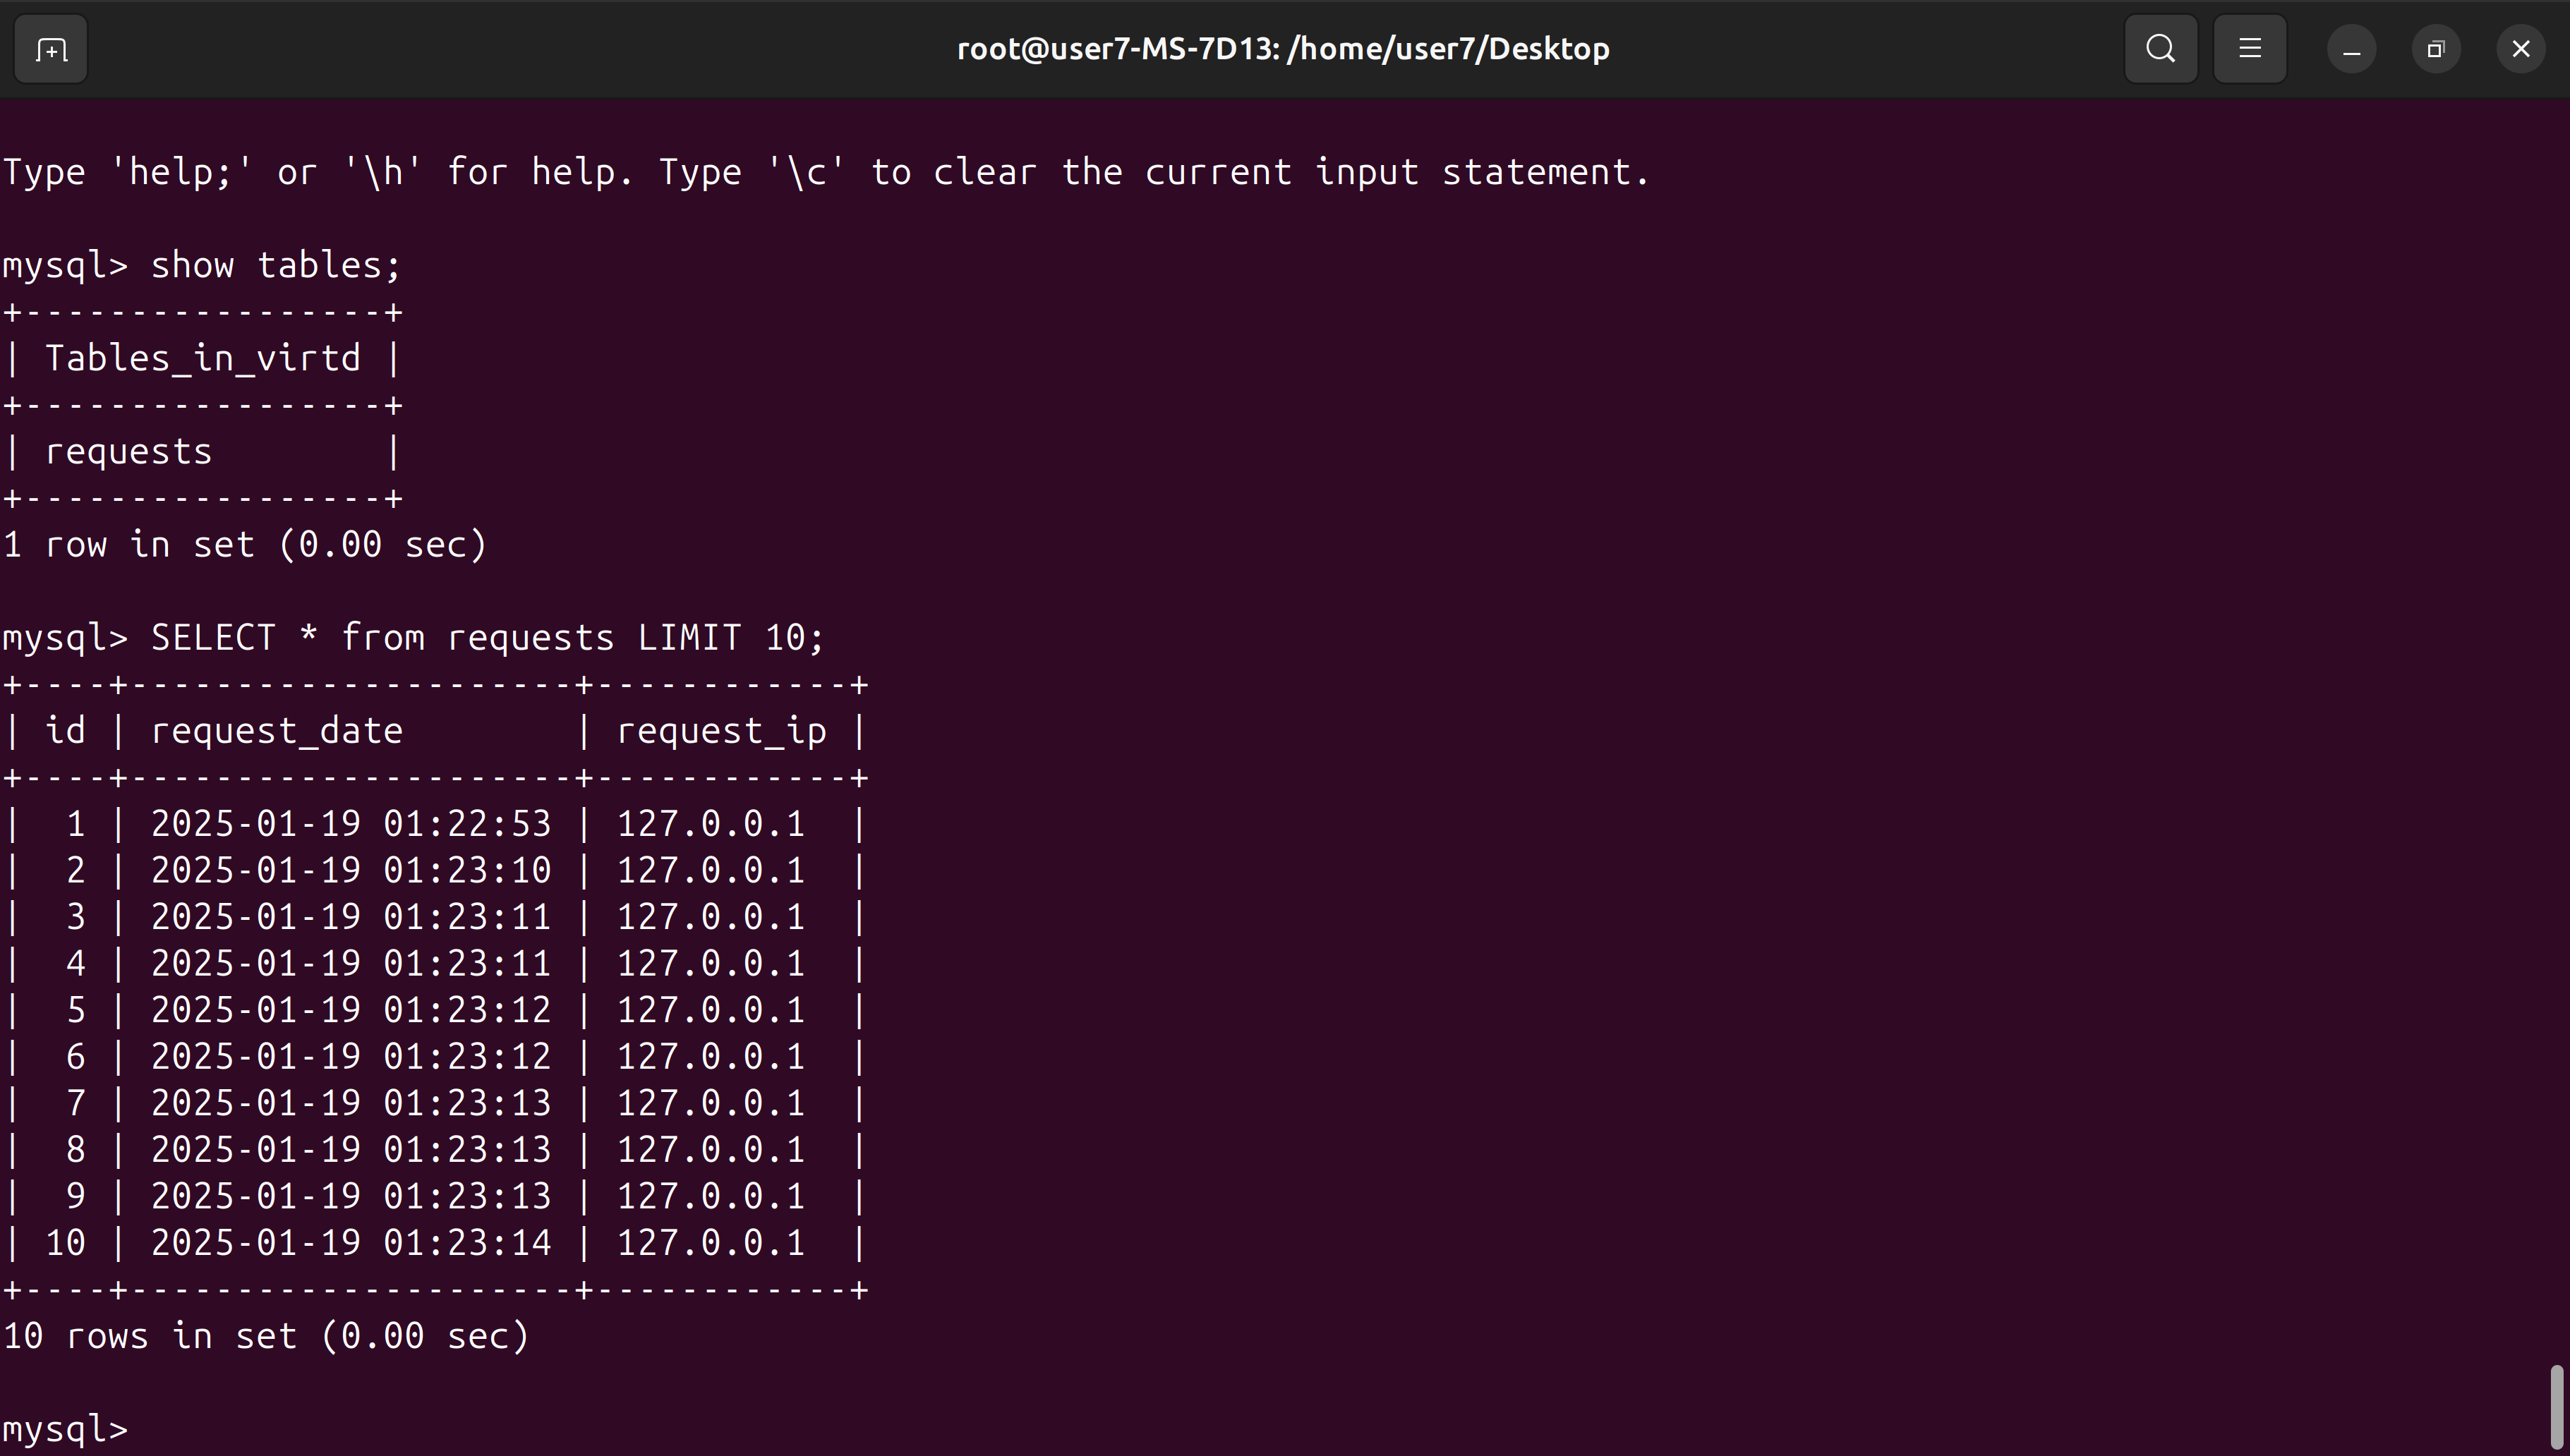 root@user7-MS-7D13: /home/user7/Desktop
Type 'help;' or '\h' for help. Type '\c' to clear the current input statement.
mysql> show tables;
+-----------------+
| Tables_in_virtd |
+-----------------+
| requests        |
+-----------------+
1 row in set (0.00 sec)
mysql> SELECT * from requests LIMIT 10;
+----+---------------------+------------+
| id | request_date        | request_ip |
+----+---------------------+------------+
|  1 | 2025-01-19 01:22:53 | 127.0.0.1  |
|  2 | 2025-01-19 01:23:10 | 127.0.0.1  |
|  3 | 2025-01-19 01:23:11 | 127.0.0.1  |
|  4 | 2025-01-19 01:23:11 | 127.0.0.1  |
|  5 | 2025-01-19 01:23:12 | 127.0.0.1  |
|  6 | 2025-01-19 01:23:12 | 127.0.0.1  |
|  7 | 2025-01-19 01:23:13 | 127.0.0.1  |
|  8 | 2025-01-19 01:23:13 | 127.0.0.1  |
|  9 | 2025-01-19 01:23:13 | 127.0.0.1  |
| 10 | 2025-01-19 01:23:14 | 127.0.0.1  |
+----+---------------------+------------+
10 rows in set (0.00 sec)
mysql>